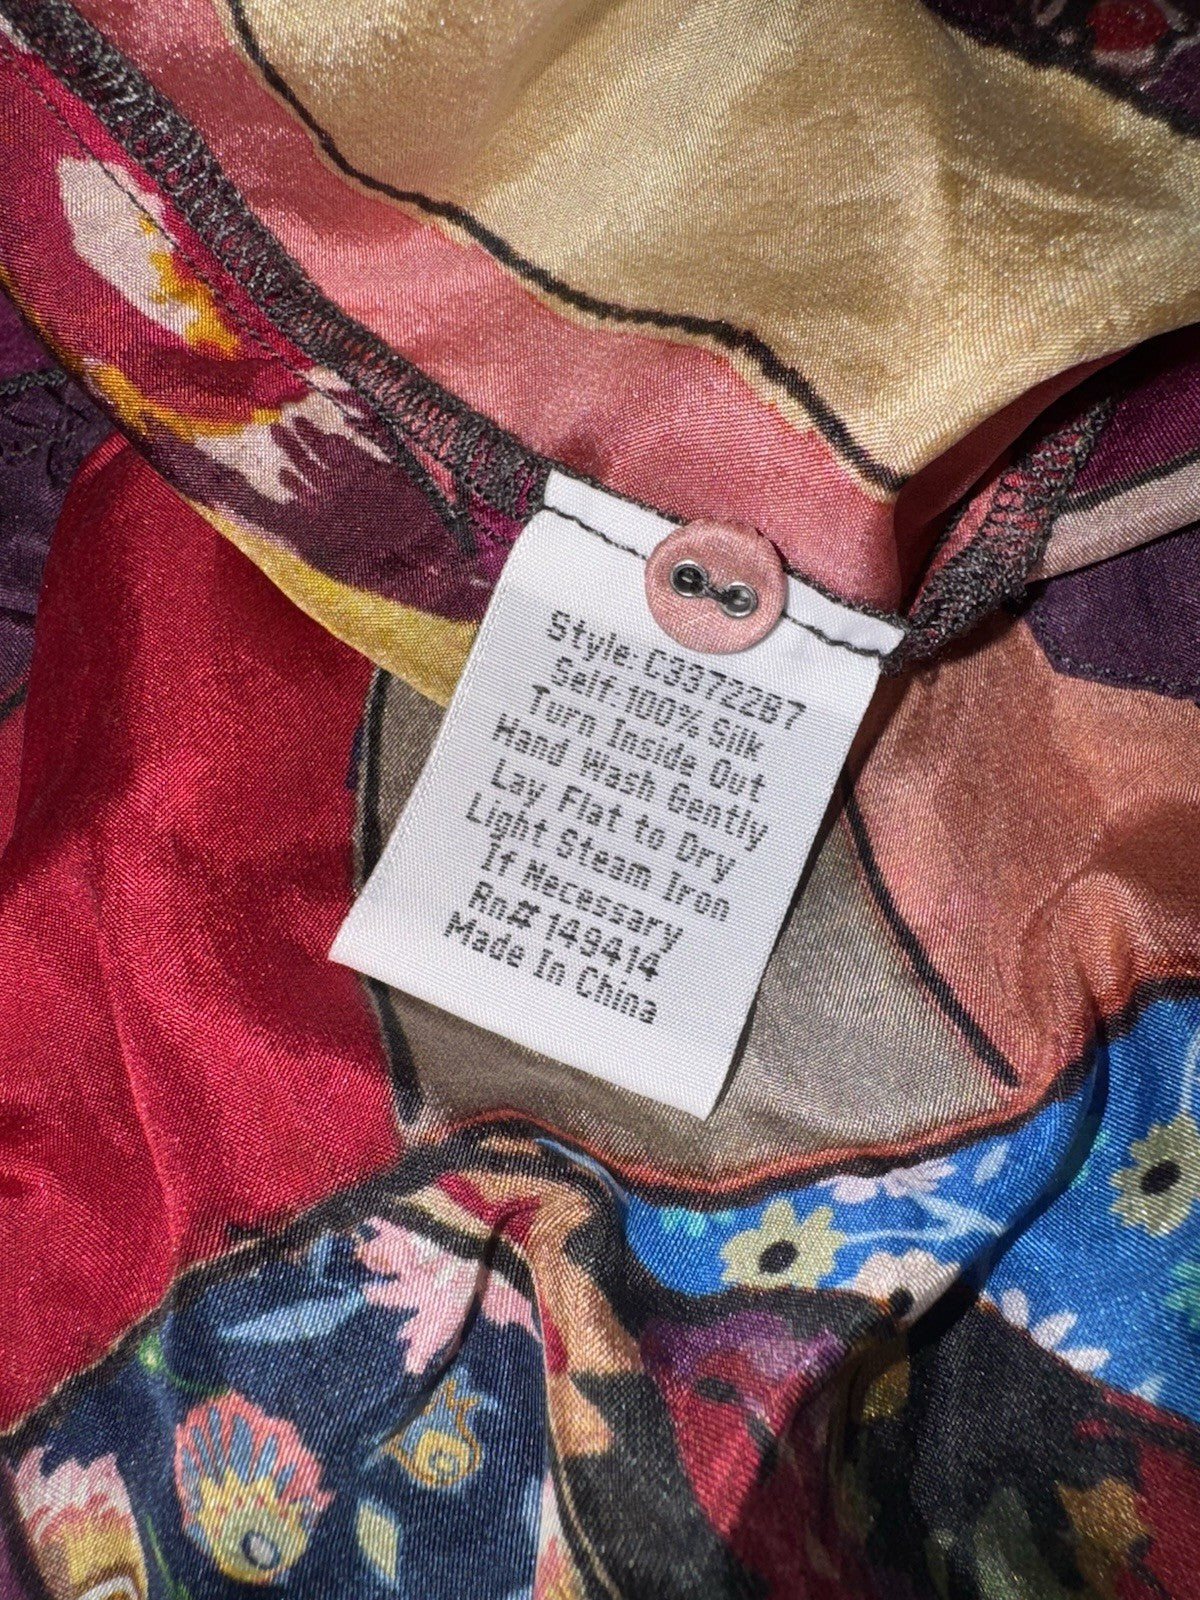 Style: C33722B7
Self:100% Silk
Turn Inside Out
Hand Wash Gently
Lay Flat to Dry
Light Steam Iron
If Necessary
Rn# 149414
Made In China